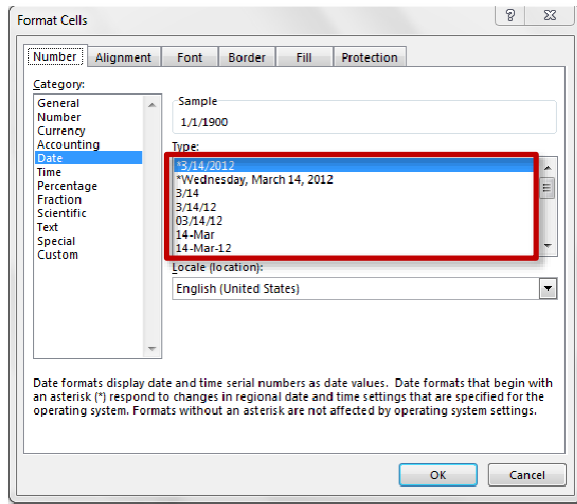 Format Cells
Number Alignment Font Border Fill Protection
Category:
General
Number
Currency
Accounting
Date
Time
Percentage
Fraction
Scientific
Text
Special
Custom
Sample
1/1/1900
Type:
*3/14/2012
*Wednesday, March 14, 2012
3/14
3/14/12
03/14/12
14-Mar
14-Mar-12
Locale (location):
English (United States)
Date formats display date and time serial numbers as date values. Date formats that begin with
an asterisk (*) respond to changes in regional date and time settings that are specified for the
operating system. Formats without an asterisk are not affected by operating system settings.
OK Cancel